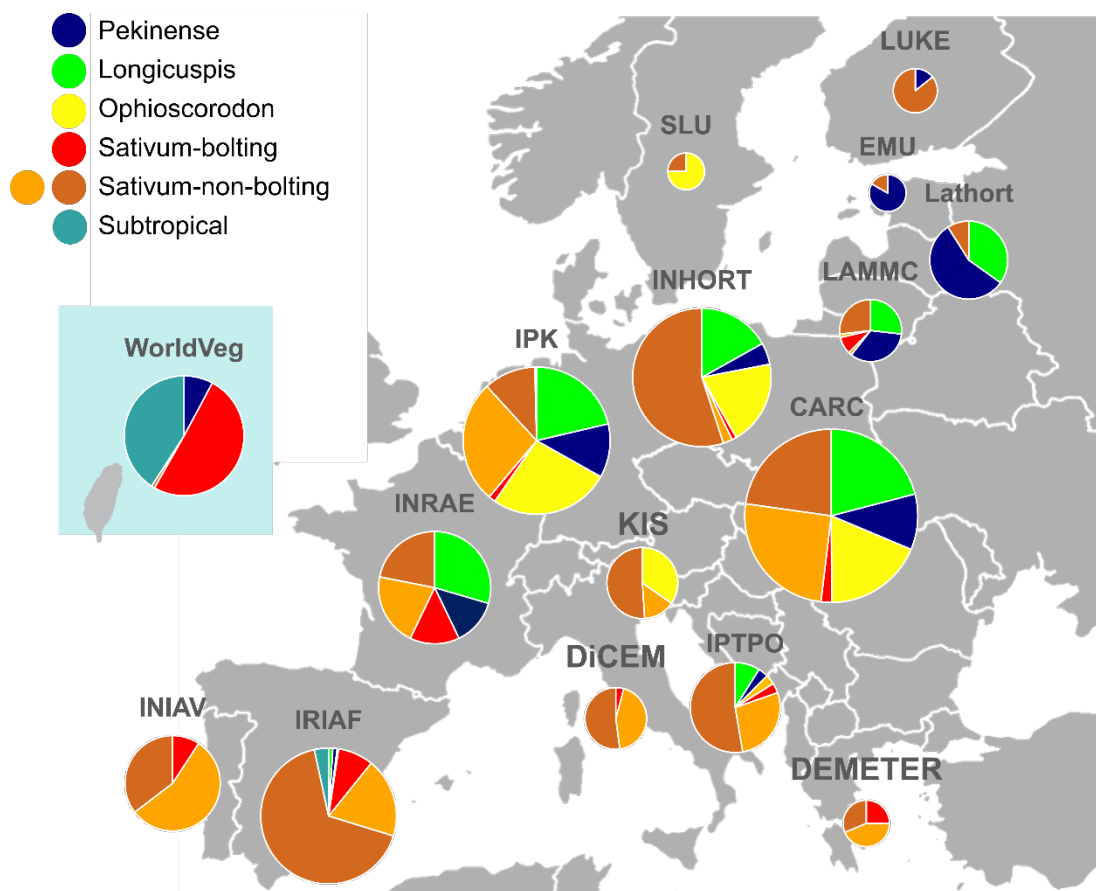 Pekinense
Longicuspis
Ophioscorodon
Sativum-bolting
Sativum-non-bolting
Subtropical
LUKE
SLU
EMU
Lathort
INHORT
LAMMC
WorldVeg
IPK
CARC
INRAE
KIS
IPTPO
DiCEM
INIAV
IRIAF
DEMETER